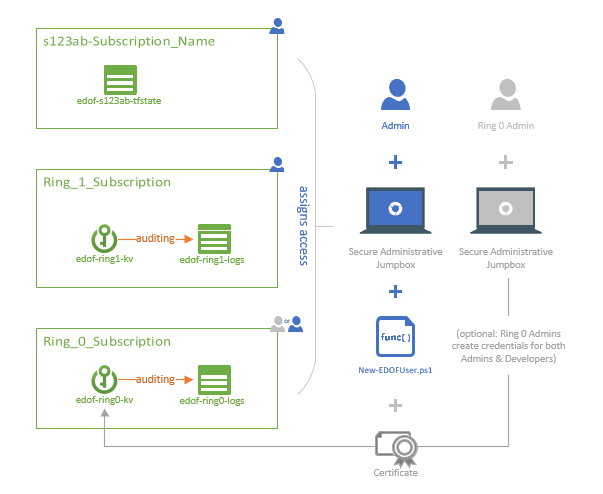 s123ab-Subscription_Name
edof-s123ab-tfstate
Ring_1_Subscription
edof-ring1-kv
auditing
edof-ring1-logs
or
Ring_0_Subscription
edof-ring0-kv
auditing
edof-ring0-logs
assigns access
Admin
Ring 0 Admin
Secure Administrative
Jumpbox
Secure Administrative
Jumpbox
func()
New-EDOFUser.ps1
(optional: Ring 0 Admins
create credentials for both
Admins & Developers)
Certificate